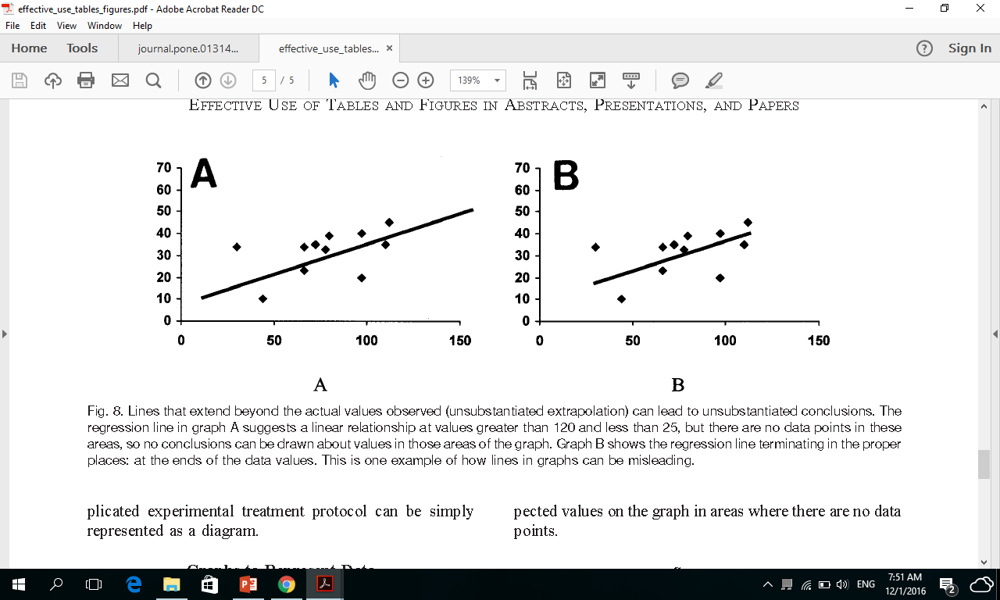 effective_use_tables_figures.pdf - Adobe Acrobat Reader DC
File Edit View Window Help
Home Tools journal.pone.01314... effective_use_tables... × ? Sign In
5 / 5 139%
EFFECTIVE USE OF TABLES AND FIGURES IN ABSTRACTS, PRESENTATIONS, AND PAPERS
A
70
60
50
40
30
20
10
0
0 50 100 150
A
B
70
60
50
40
30
20
10
0
0 50 100 150
B
Fig. 8. Lines that extend beyond the actual values observed (unsubstantiated extrapolation) can lead to unsubstantiated conclusions. The
regression line in graph A suggests a linear relationship at values greater than 120 and less than 25, but there are no data points in these
areas, so no conclusions can be drawn about values in those areas of the graph. Graph B shows the regression line terminating in the proper
places: at the ends of the data values. This is one example of how lines in graphs can be misleading.
plicated experimental treatment protocol can be simply
represented as a diagram.
pected values on the graph in areas where there are no data
points.
Graphs to Represent Data
ENG
7:51 AM
12/1/2016
2